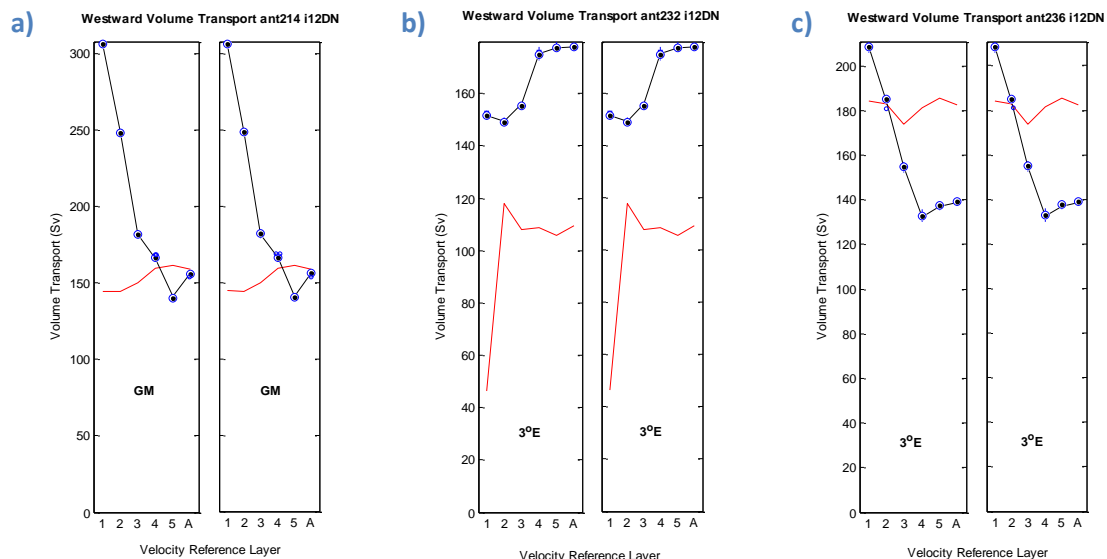 a)
Westward Volume Transport ant214 i12DN
Volume Transport (Sv)
300
250
200
150
100
50
0
GM
GM
1 2 3 4 5 A
1 2 3 4 5 A
Velocity Reference Layer
b)
Westward Volume Transport ant232 i12DN
Volume Transport (Sv)
160
140
120
100
80
60
40
20
0
3ºE
3ºE
1 2 3 4 5 A
1 2 3 4 5 A
Velocity Reference Layer
c)
Westward Volume Transport ant236 i12DN
Volume Transport (Sv)
200
180
160
140
120
100
80
60
40
20
0
3ºE
3ºE
1 2 3 4 5 A
1 2 3 4 5 A
Velocity Reference Layer